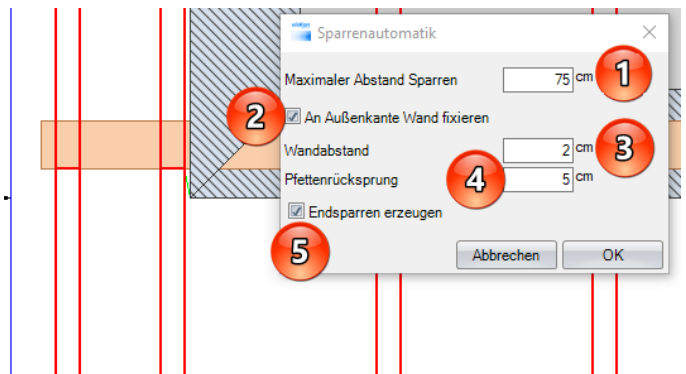 Sparrenautomatik
Maximaler Abstand Sparren 75 cm 1
2 An Außenkante Wand fixieren
Wandabstand 2 cm 3
Pfettenrücksprung 4 5 cm
Endsparren erzeugen
5 Abbrechen OK